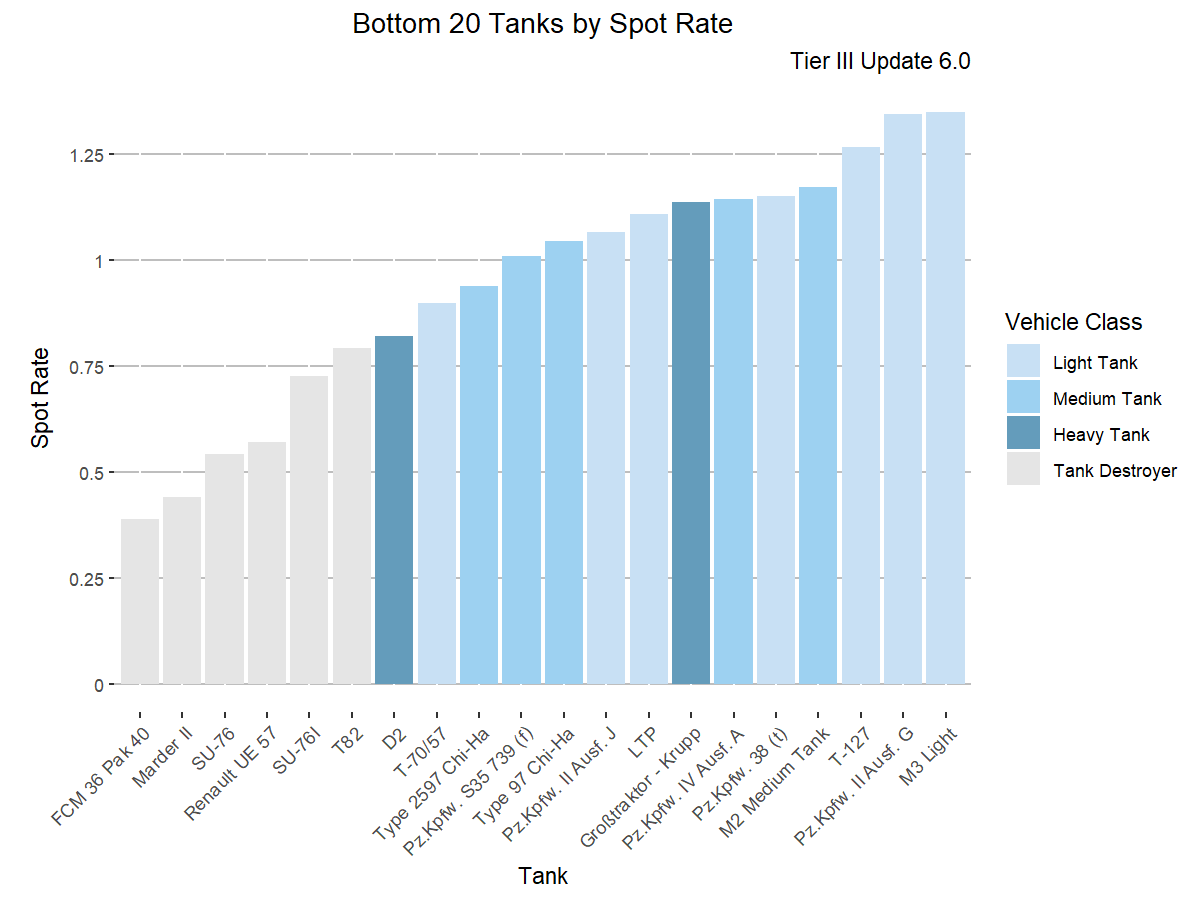 Bottom 20 Tanks by Spot Rate
Tier III Update 6.0
1.25
1
0.75
0.5
0.25
0
Spot Rate
FCM 36 Pak 40
Marder II
SU-76
Renault UE 57
SU-76I
T82
D2
T-70/57
Type 2597 Chi-Ha
Pz.Kpfw. S35 739 (f)
Type 97 Chi-Ha
Pz.Kpfw. II Ausf. J
LTP
Großtraktor - Krupp
Pz.Kpfw. IV Ausf. A
Pz.Kpfw. 38 (t)
M2 Medium Tank
T-127
Pz.Kpfw. II Ausf. G
M3 Light
Tank
Vehicle Class
Light Tank
Medium Tank
Heavy Tank
Tank Destroyer